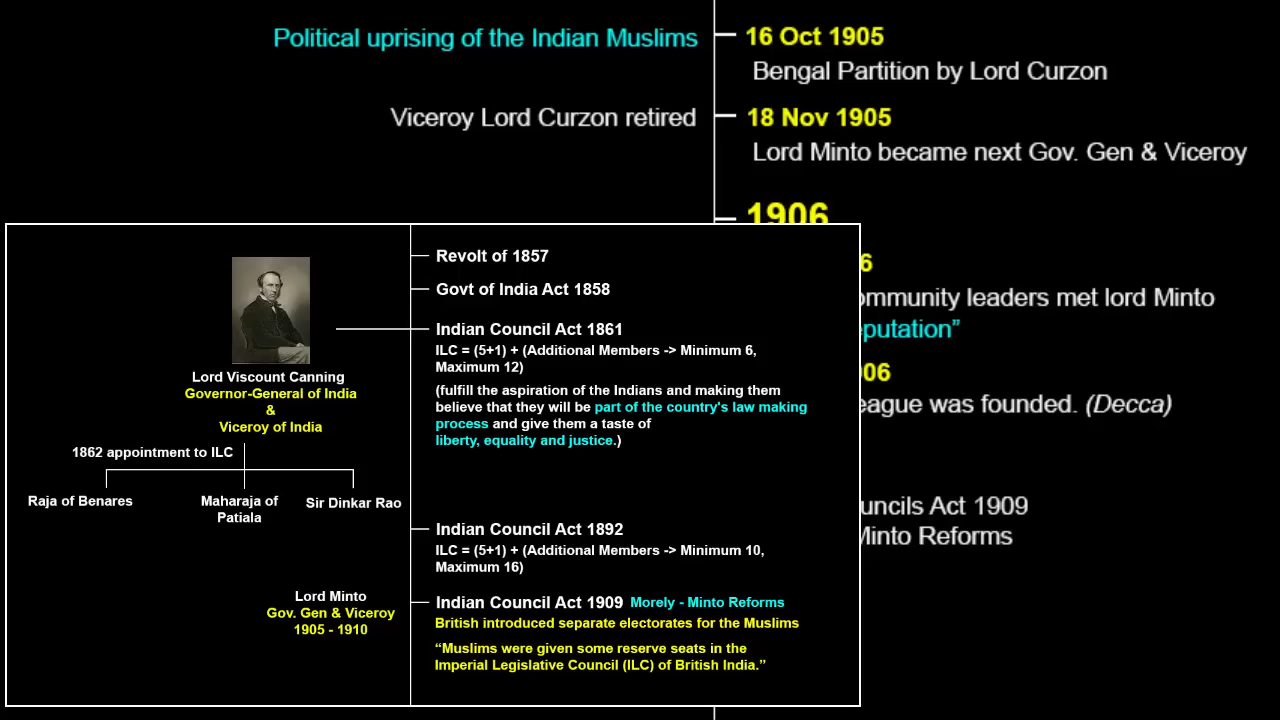 Political uprising of the Indian Muslims
16 Oct 1905
Bengal Partition by Lord Curzon
Viceroy Lord Curzon retired
18 Nov 1905
Lord Minto became next Gov. Gen & Viceroy
1906
6
ommunity leaders met lord Minto
eputation”
06
eague was founded. (Decca)
uncils Act 1909
Minto Reforms
Revolt of 1857
Govt of India Act 1858
Indian Council Act 1861
ILC = (5+1) + (Additional Members -> Minimum 6,
Maximum 12)
(fulfill the aspiration of the Indians and making them
believe that they will be part of the country's law making
process and give them a taste of
liberty, equality and justice.)
Lord Viscount Canning
Governor-General of India
&
Viceroy of India
1862 appointment to ILC
Raja of Benares
Maharaja of
Patiala
Sir Dinkar Rao
Indian Council Act 1892
ILC = (5+1) + (Additional Members -> Minimum 10,
Maximum 16)
Lord Minto
Gov. Gen & Viceroy
1905 - 1910
Indian Council Act 1909 Morely - Minto Reforms
British introduced separate electorates for the Muslims
“Muslims were given some reserve seats in the
Imperial Legislative Council (ILC) of British India.”